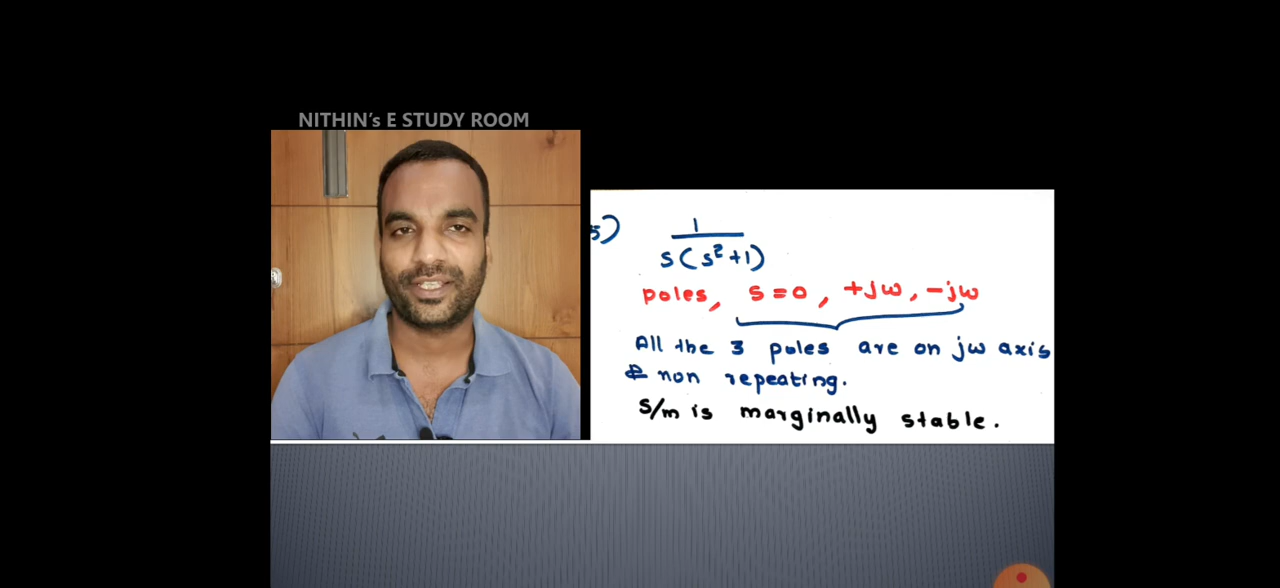 NITHIN's E STUDY ROOM
5) 1
s(s²+1)
poles, s=0, +jω, -jω
All the 3 poles are on jω axis
& non repeating.
S/m is marginally stable.